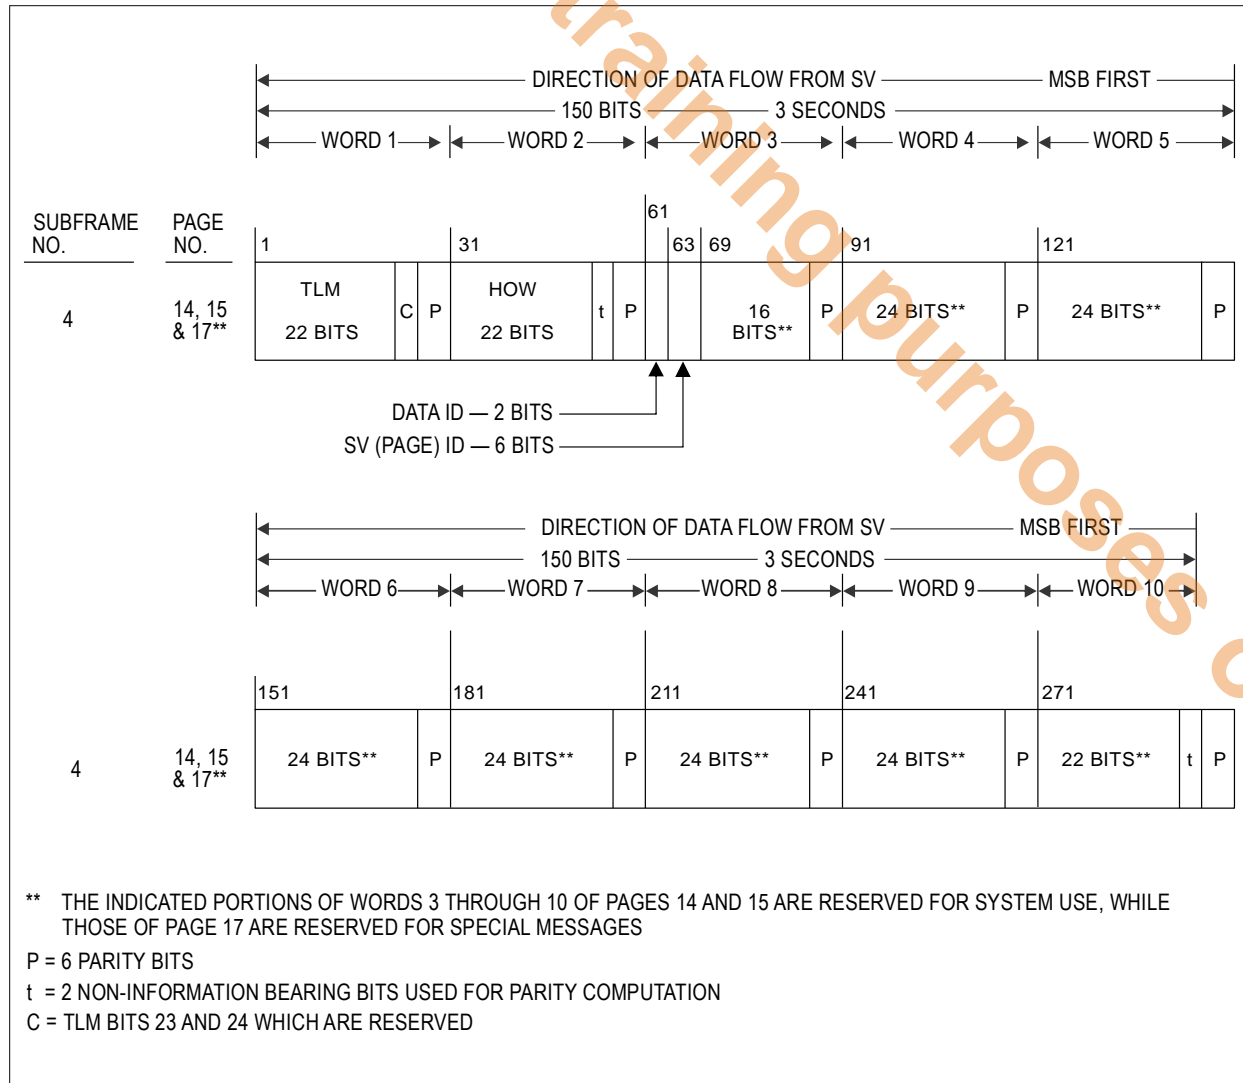 DIRECTION OF DATA FLOW FROM SV MSB FIRST
150 BITS 3 SECONDS
WORD 1 WORD 2 WORD 3 WORD 4 WORD 5
SUBFRAME NO. PAGE NO.
1 31 61 63 69 91 121
4 14, 15 & 17** TLM 22 BITS C P HOW 22 BITS t P 16 BITS** P 24 BITS** P 24 BITS** P
DATA ID — 2 BITS
SV (PAGE) ID — 6 BITS
DIRECTION OF DATA FLOW FROM SV MSB FIRST
150 BITS 3 SECONDS
WORD 6 WORD 7 WORD 8 WORD 9 WORD 10
151 181 211 241 271
4 14, 15 & 17** 24 BITS** P 24 BITS** P 24 BITS** P 24 BITS** P 22 BITS** t P
** THE INDICATED PORTIONS OF WORDS 3 THROUGH 10 OF PAGES 14 AND 15 ARE RESERVED FOR SYSTEM USE, WHILE
THOSE OF PAGE 17 ARE RESERVED FOR SPECIAL MESSAGES
P = 6 PARITY BITS
t = 2 NON-INFORMATION BEARING BITS USED FOR PARITY COMPUTATION
C = TLM BITS 23 AND 24 WHICH ARE RESERVED
training purposes